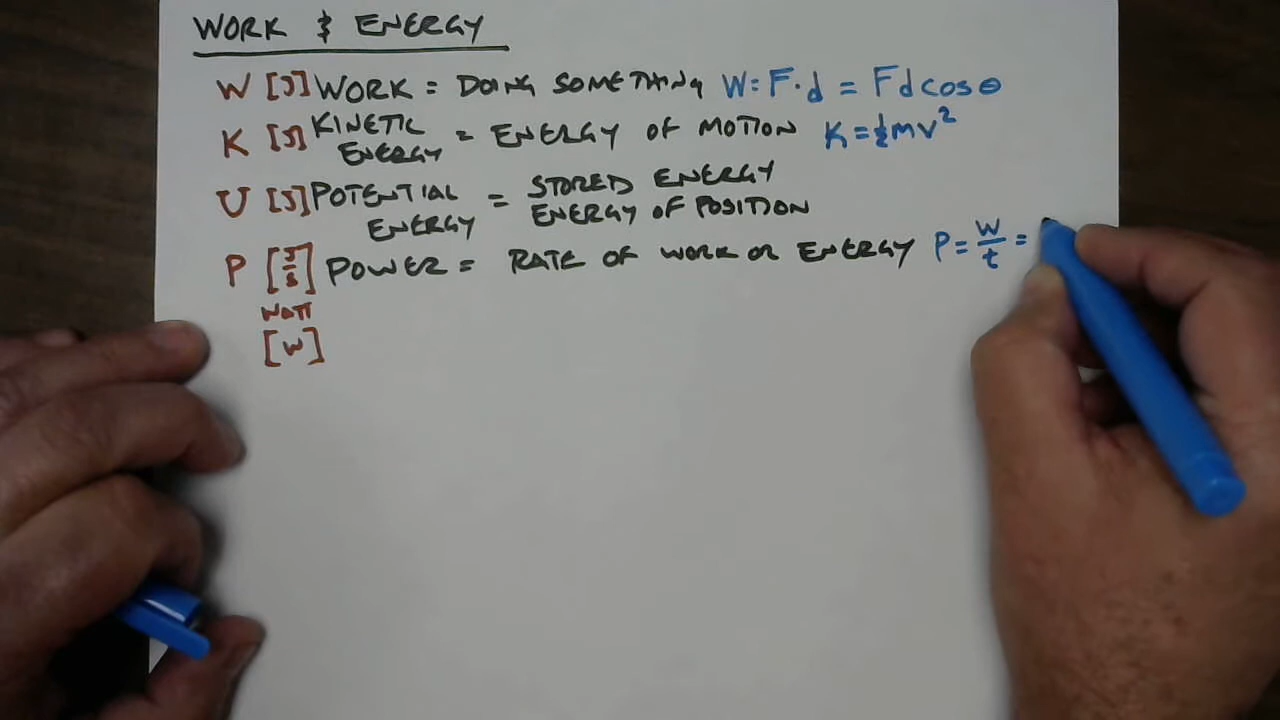 WORK & ENERGY
W [J] WORK = DOING SOMETHING W = F·d = Fd cos θ
K [J] KINETIC ENERGY = ENERGY OF MOTION K = ½mv²
U [J] POTENTIAL ENERGY = STORED ENERGY
ENERGY OF POSITION
P [J/s] POWER = RATE OF WORK OR ENERGY P = W/t =
WATT
[W]